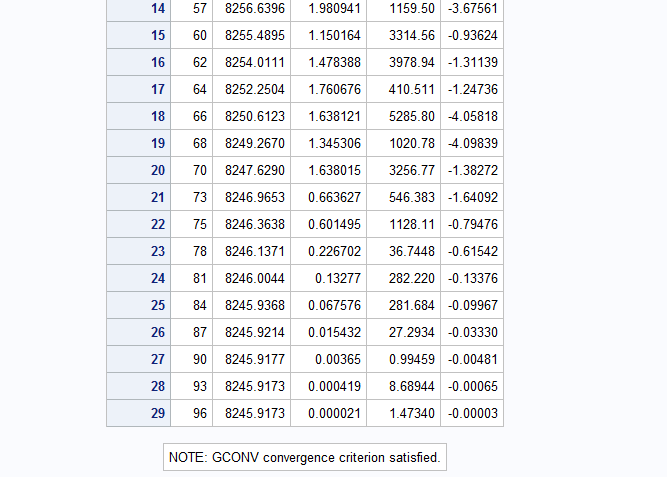 14 57 8256.6396 1.980941 1159.50 -3.67561
15 60 8255.4895 1.150164 3314.56 -0.93624
16 62 8254.0111 1.478388 3978.94 -1.31139
17 64 8252.2504 1.760676 410.511 -1.24736
18 66 8250.6123 1.638121 5285.80 -4.05818
19 68 8249.2670 1.345306 1020.78 -4.09839
20 70 8247.6290 1.638015 3256.77 -1.38272
21 73 8246.9653 0.663627 546.383 -1.64092
22 75 8246.3638 0.601495 1128.11 -0.79476
23 78 8246.1371 0.226702 36.7448 -0.61542
24 81 8246.0044 0.13277 282.220 -0.13376
25 84 8245.9368 0.067576 281.684 -0.09967
26 87 8245.9214 0.015432 27.2934 -0.03330
27 90 8245.9177 0.00365 0.99459 -0.00481
28 93 8245.9173 0.000419 8.68944 -0.00065
29 96 8245.9173 0.000021 1.47340 -0.00003
NOTE: GCONV convergence criterion satisfied.